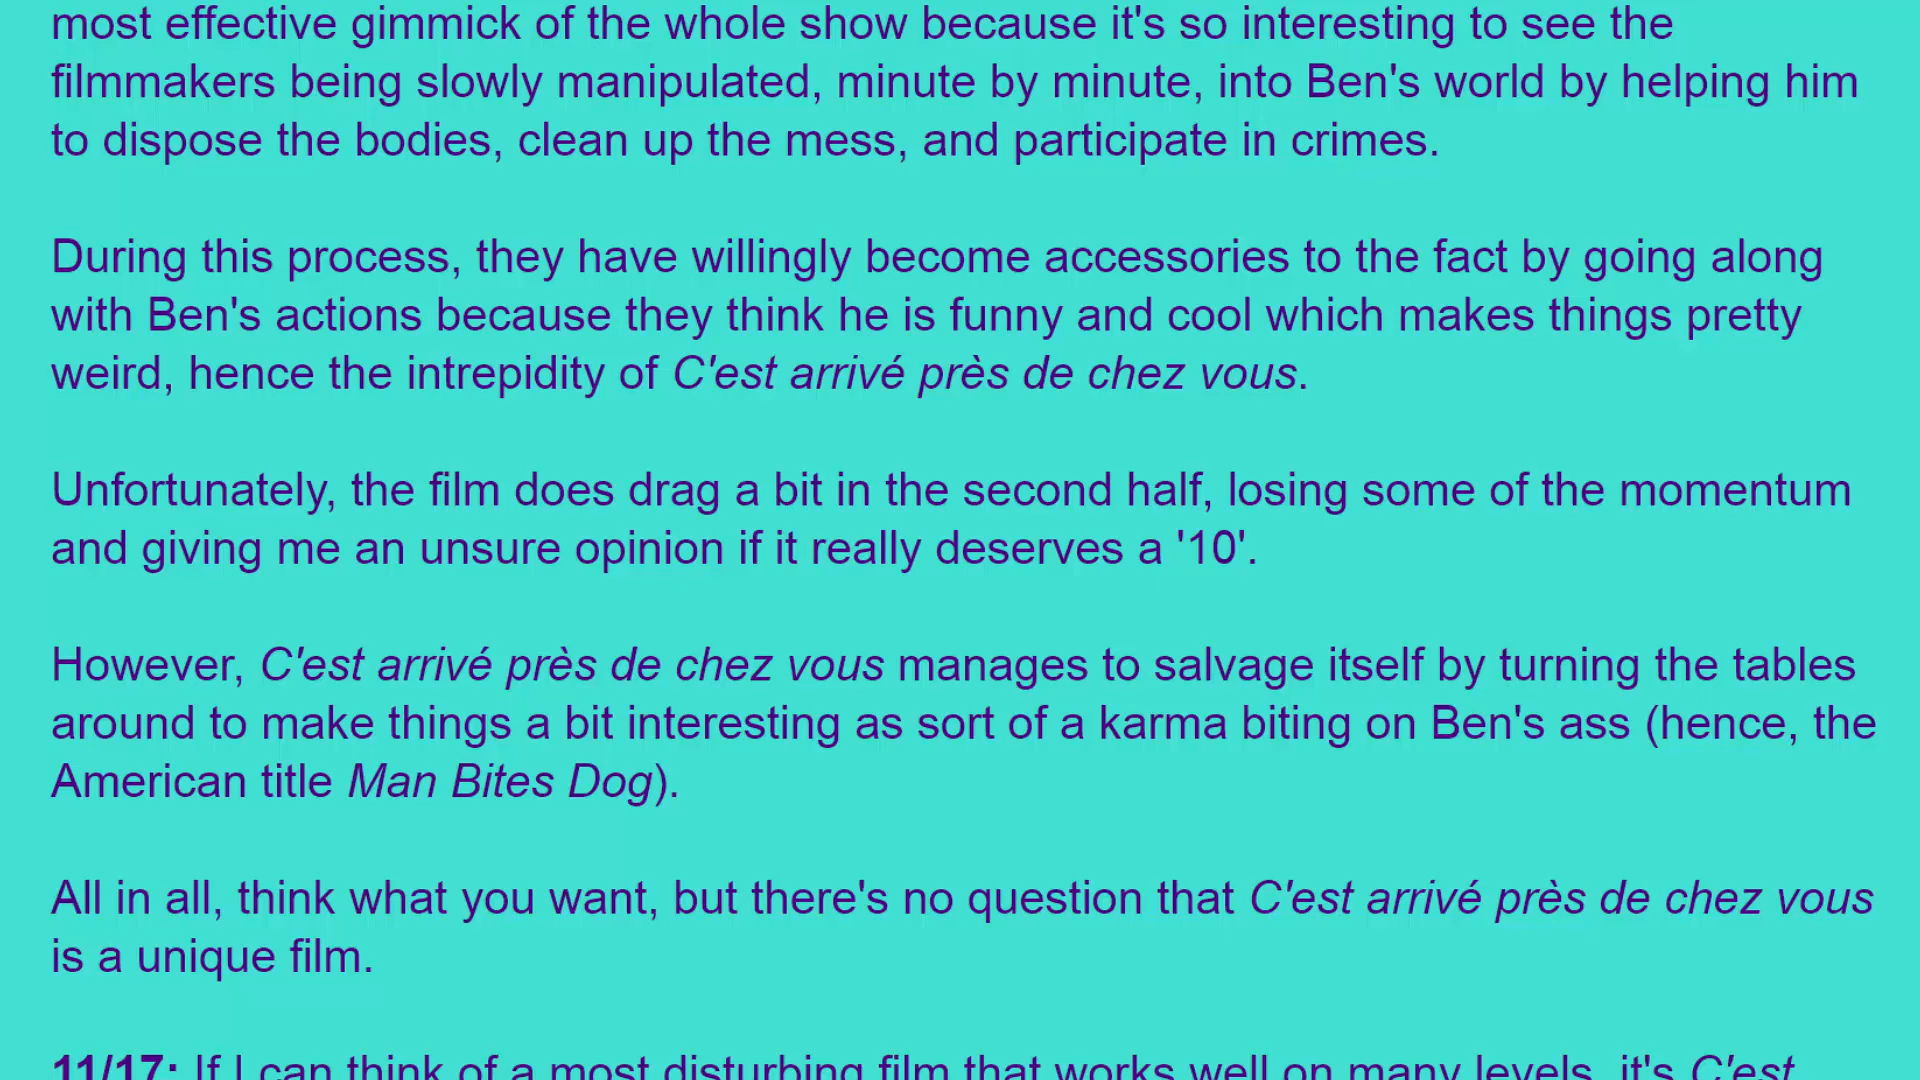 most effective gimmick of the whole show because it's so interesting to see the
filmmakers being slowly manipulated, minute by minute, into Ben's world by helping him
to dispose the bodies, clean up the mess, and participate in crimes.
During this process, they have willingly become accessories to the fact by going along
with Ben's actions because they think he is funny and cool which makes things pretty
weird, hence the intrepidity of C'est arrivé près de chez vous.
Unfortunately, the film does drag a bit in the second half, losing some of the momentum
and giving me an unsure opinion if it really deserves a '10'.
However, C'est arrivé près de chez vous manages to salvage itself by turning the tables
around to make things a bit interesting as sort of a karma biting on Ben's ass (hence, the
American title Man Bites Dog).
All in all, think what you want, but there's no question that C'est arrivé près de chez vous
is a unique film.
11/17: If I can think of a most disturbing film that works well on many levels, it's C'est